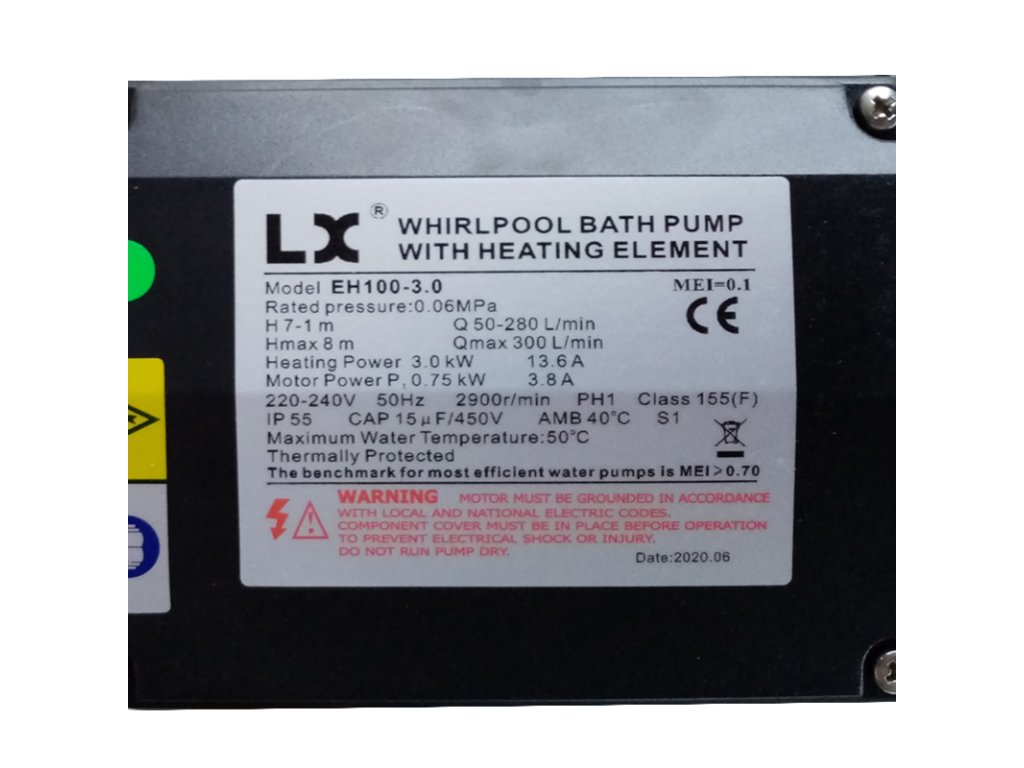 LX ®
WHIRLPOOL BATH PUMP
WITH HEATING ELEMENT
Model EH100-3.0 MEI=0.1
Rated pressure:0.06MPa CE
H 7-1 m Q 50-280 L/min
Hmax 8 m Qmax 300 L/min
Heating Power 3.0 kW 13.6 A
Motor Power P, 0.75 kW 3.8 A
220-240V 50Hz 2900r/min PH1 Class 155(F)
IP 55 CAP 15 μF/450V AMB 40°C S1
Maximum Water Temperature:50°C
Thermally Protected
The benchmark for most efficient water pumps is MEI>0.70
WARNING MOTOR MUST BE GROUNDED IN ACCORDANCE
WITH LOCAL AND NATIONAL ELECTRIC CODES.
COMPONENT COVER MUST BE IN PLACE BEFORE OPERATION
TO PREVENT ELECTRICAL SHOCK OR INJURY.
DO NOT RUN PUMP DRY.
Date:2020.06